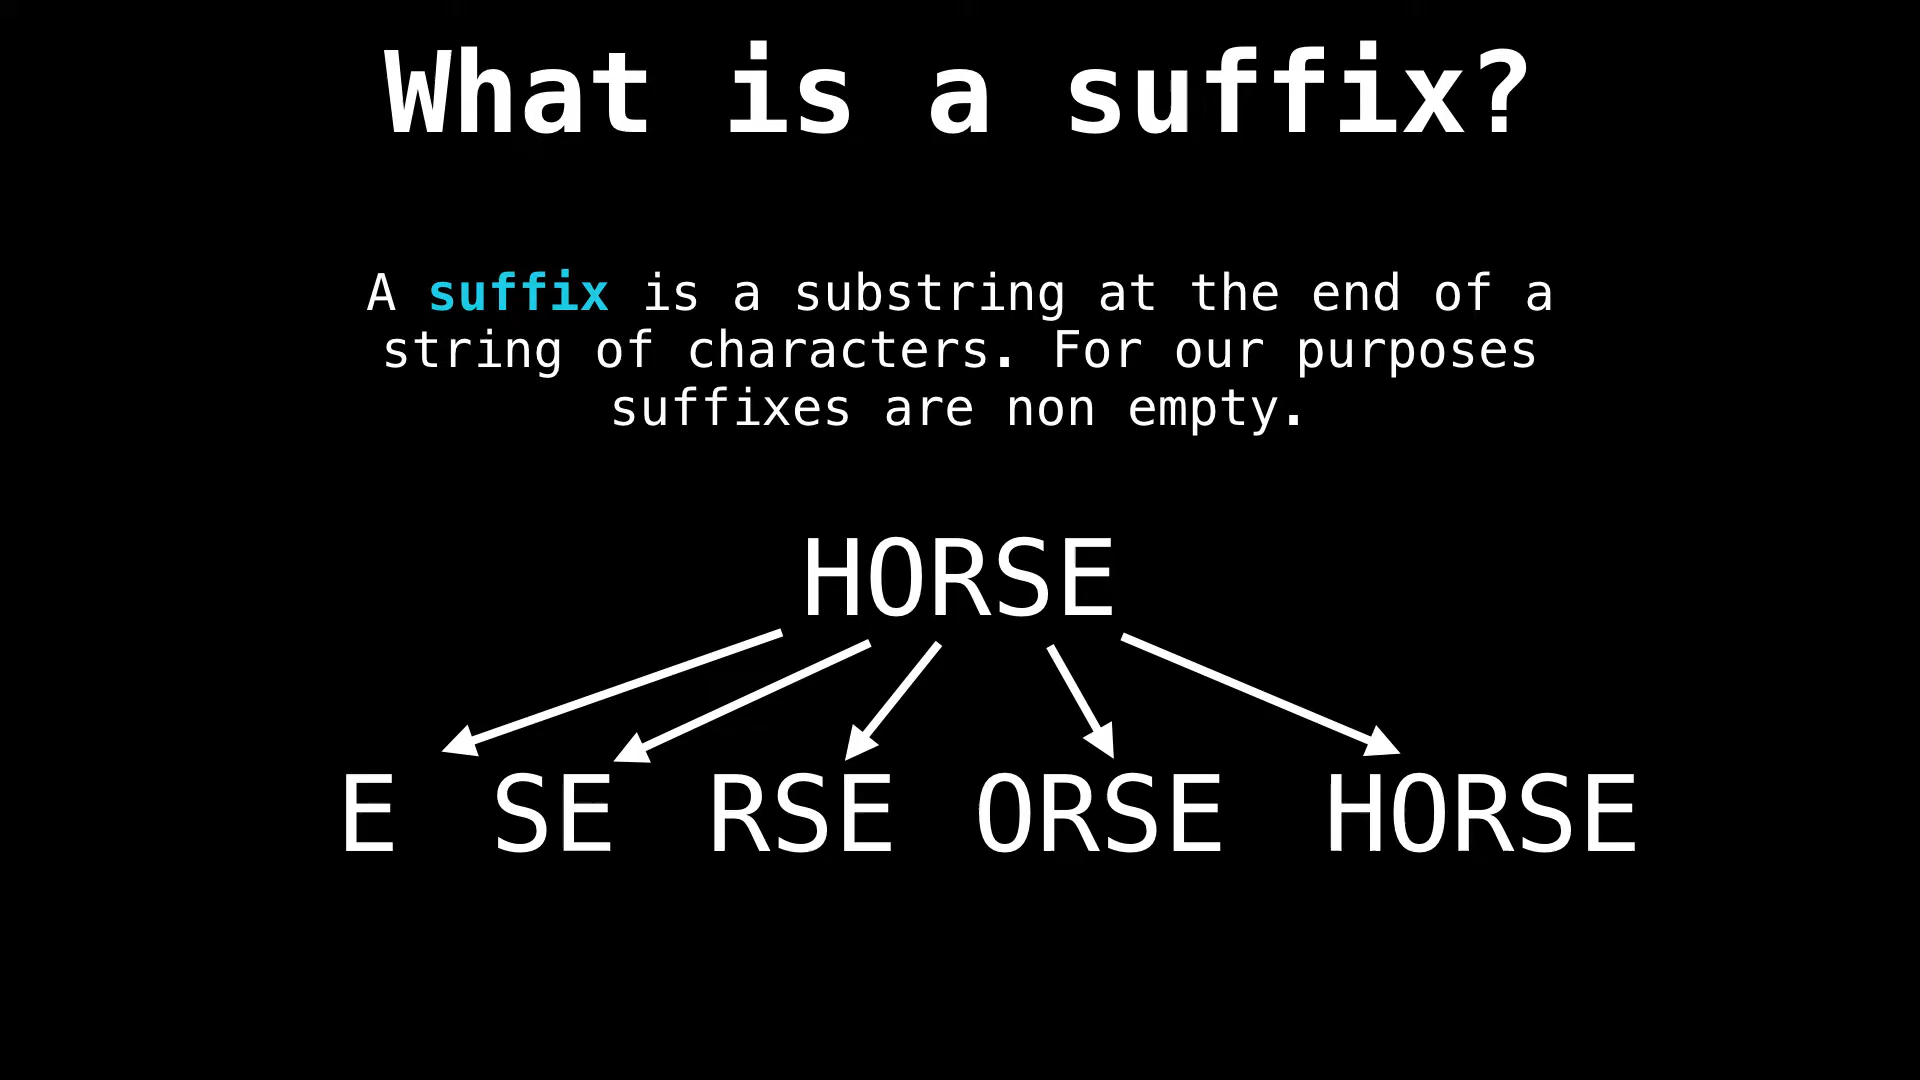 What is a suffix?
A suffix is a substring at the end of a
string of characters. For our purposes
suffixes are non empty.
HORSE
E SE RSE ORSE HORSE